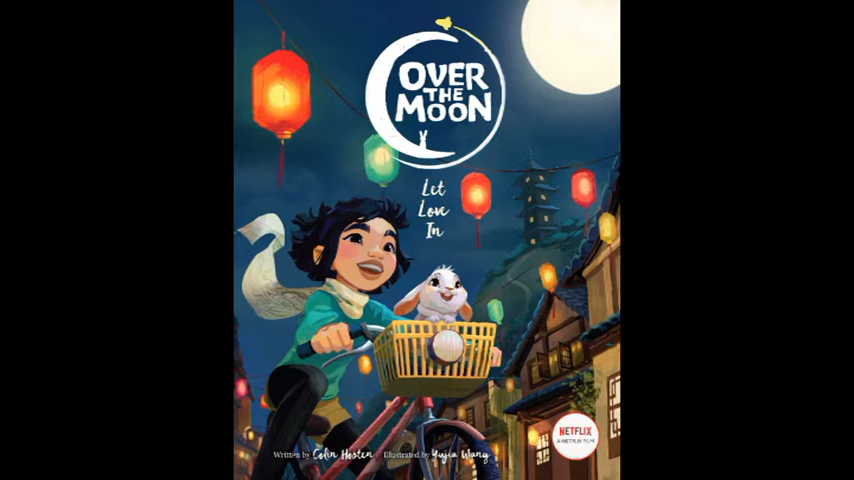 OVER
THE
MOON
Let
Love
In
NETFLIX
A NETFLIX FILM
Written by Colin Hosten Illustrated by Yujia Wang